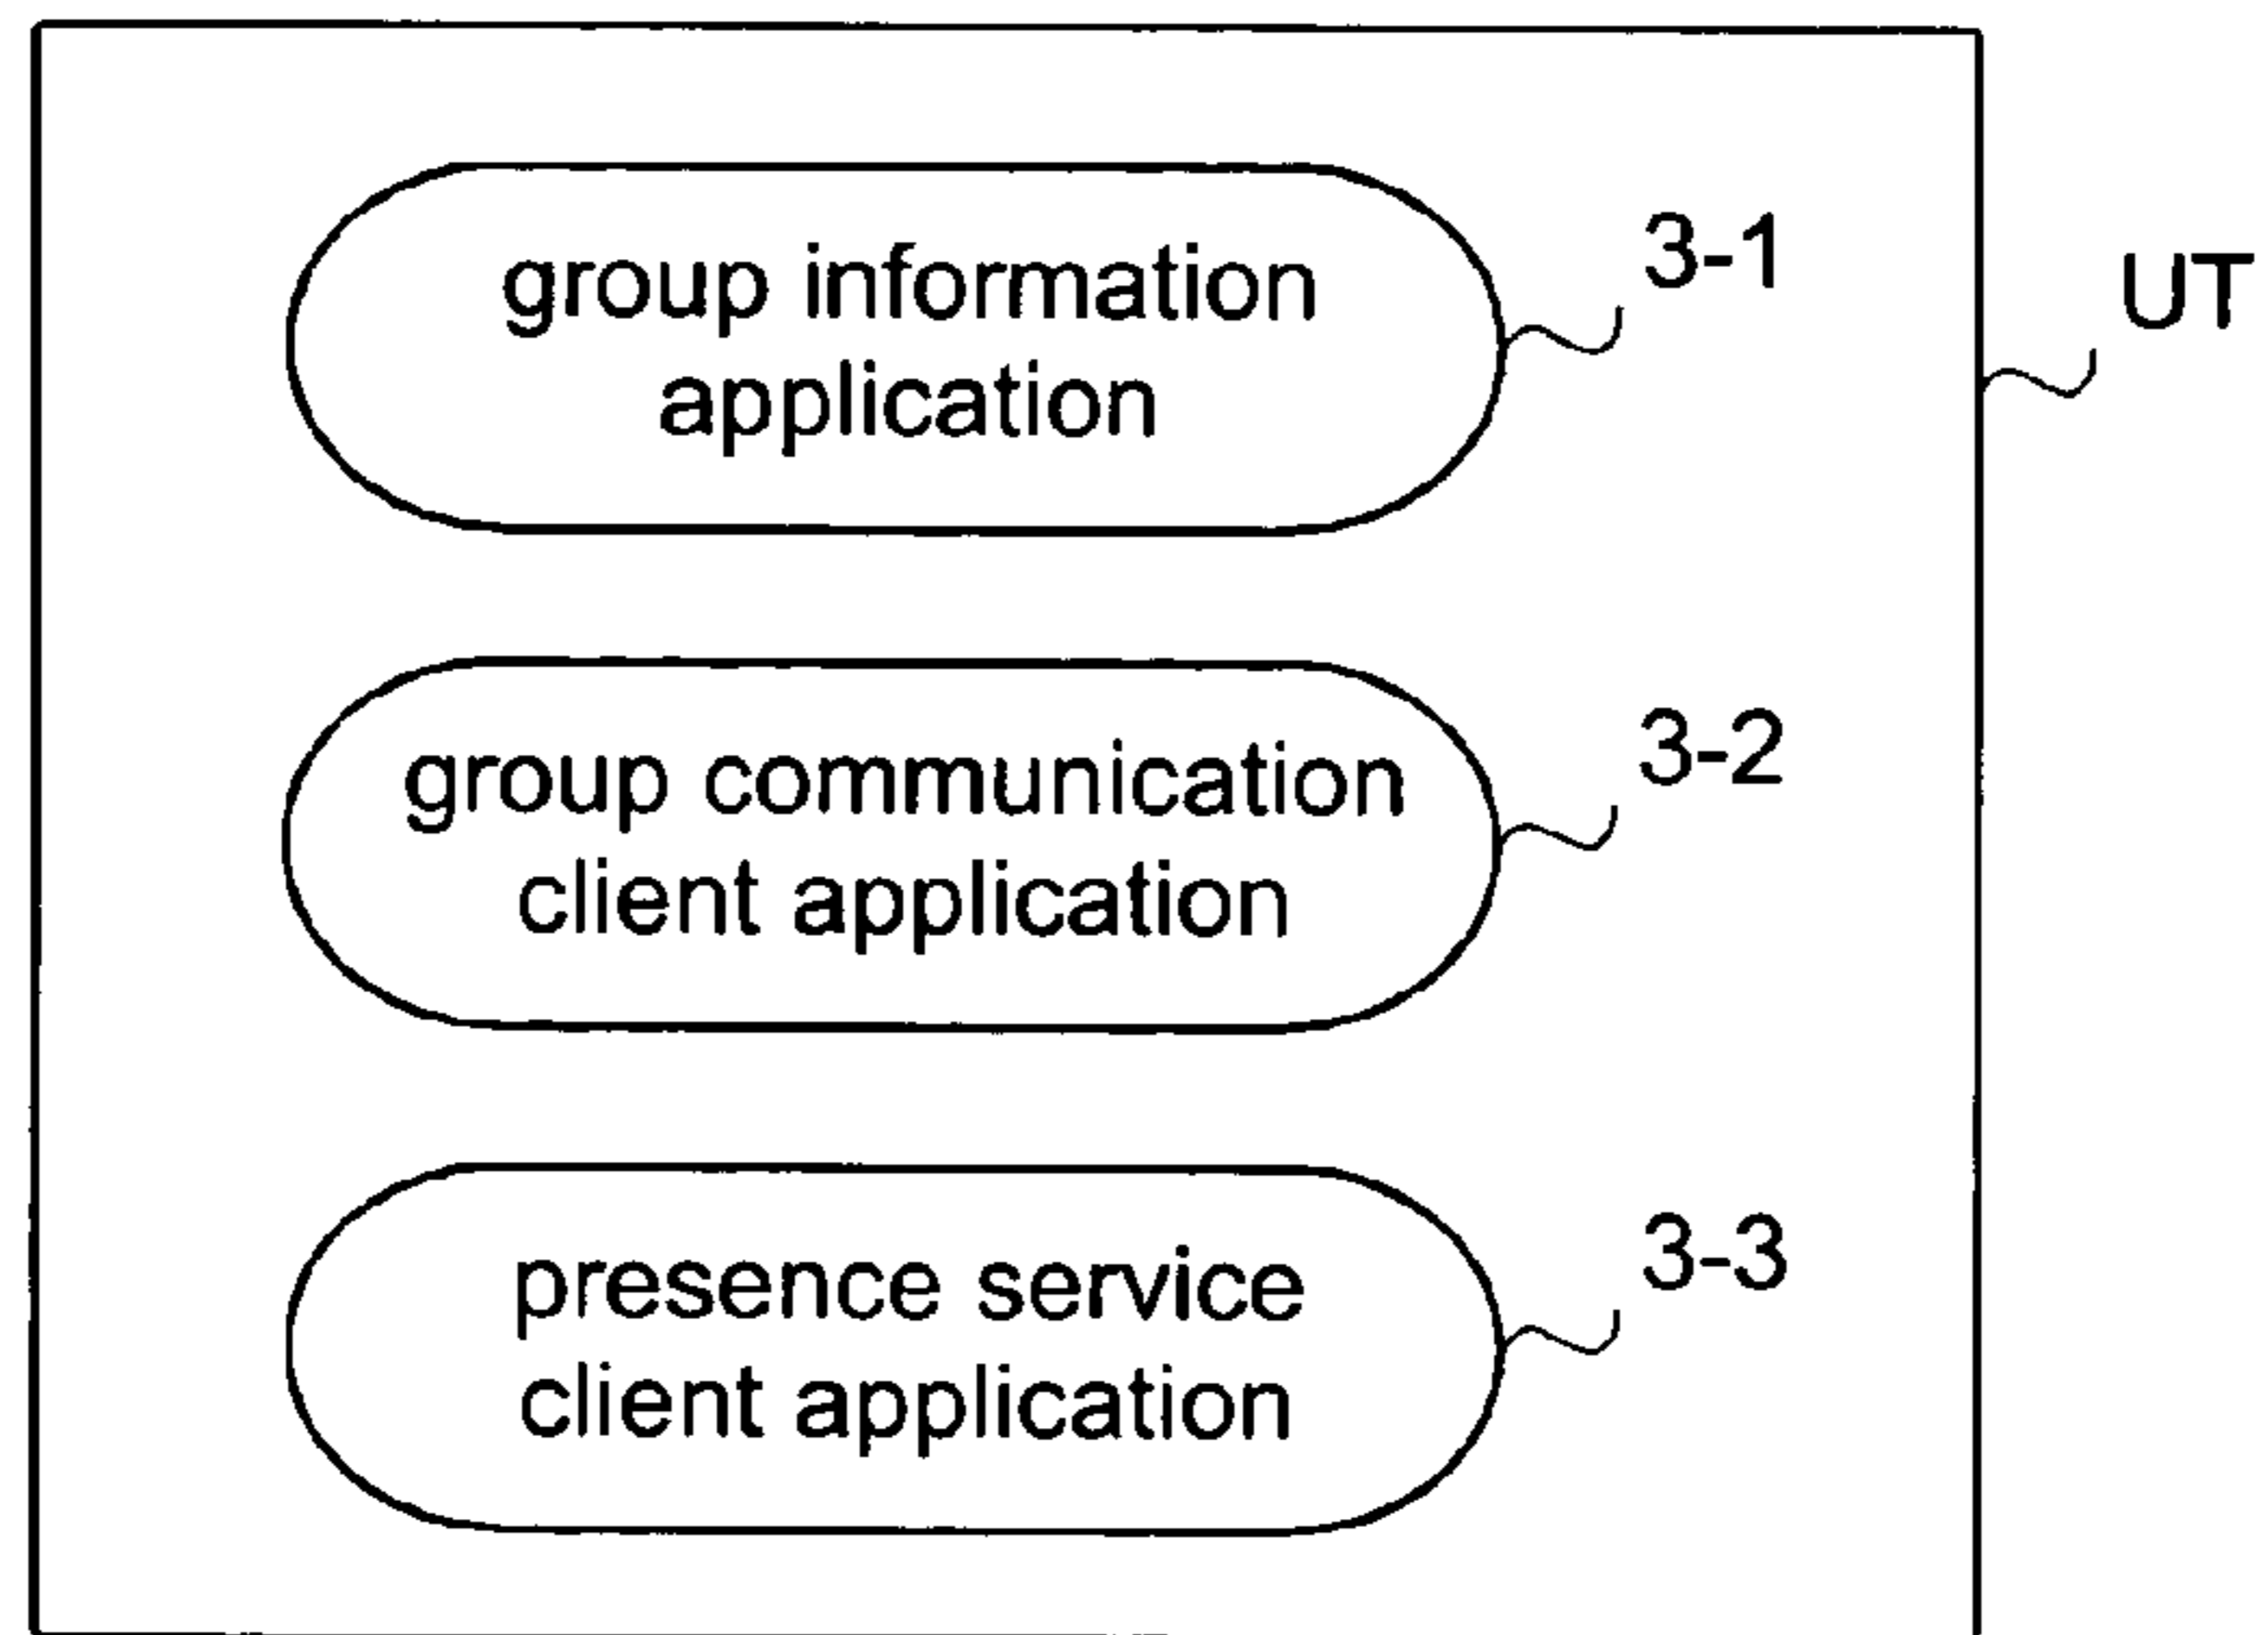 group information
application
3-1
UT
group communication
client application
3-2
presence service
client application
3-3